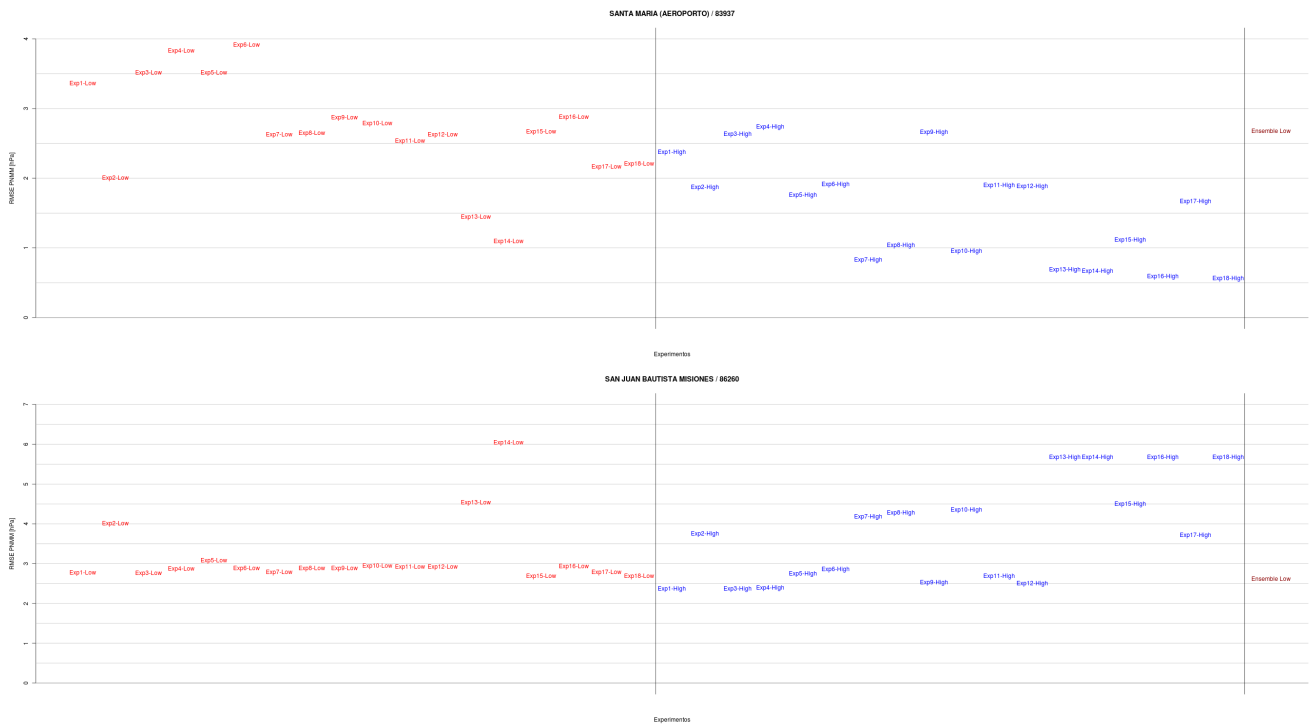 SANTA MARIA (AEROPORTO) / 83937
RMSE PNMM [hPa]
4
3
2
1
0
Exp1-Low
Exp2-Low
Exp3-Low
Exp4-Low
Exp5-Low
Exp6-Low
Exp7-Low
Exp8-Low
Exp9-Low
Exp10-Low
Exp11-Low
Exp12-Low
Exp13-Low
Exp14-Low
Exp15-Low
Exp16-Low
Exp17-Low
Exp18-Low
Exp1-High
Exp2-High
Exp3-High
Exp4-High
Exp5-High
Exp6-High
Exp7-High
Exp8-High
Exp9-High
Exp10-High
Exp11-High
Exp12-High
Exp13-High
Exp14-High
Exp15-High
Exp16-High
Exp17-High
Exp18-High
Ensemble Low
Experimentos
SAN JUAN BAUTISTA MISIONES / 86260
RMSE PNMM [hPa]
7
6
5
4
3
2
1
0
Exp1-Low
Exp2-Low
Exp3-Low
Exp4-Low
Exp5-Low
Exp6-Low
Exp7-Low
Exp8-Low
Exp9-Low
Exp10-Low
Exp11-Low
Exp12-Low
Exp13-Low
Exp14-Low
Exp15-Low
Exp16-Low
Exp17-Low
Exp18-Low
Exp1-High
Exp2-High
Exp3-High
Exp4-High
Exp5-High
Exp6-High
Exp7-High
Exp8-High
Exp9-High
Exp10-High
Exp11-High
Exp12-High
Exp13-High
Exp14-High
Exp15-High
Exp16-High
Exp17-High
Exp18-High
Ensemble Low
Experimentos